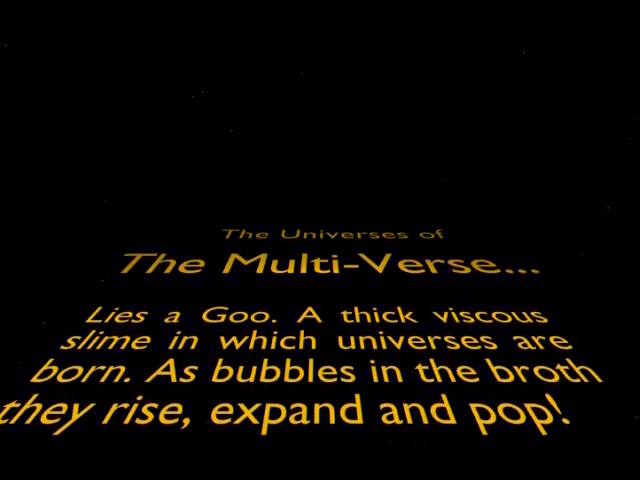 The Universes of
The Multi-Verse...
Lies a Goo. A thick viscous
slime in which universes are
born. As bubbles in the broth
they rise, expand and pop!